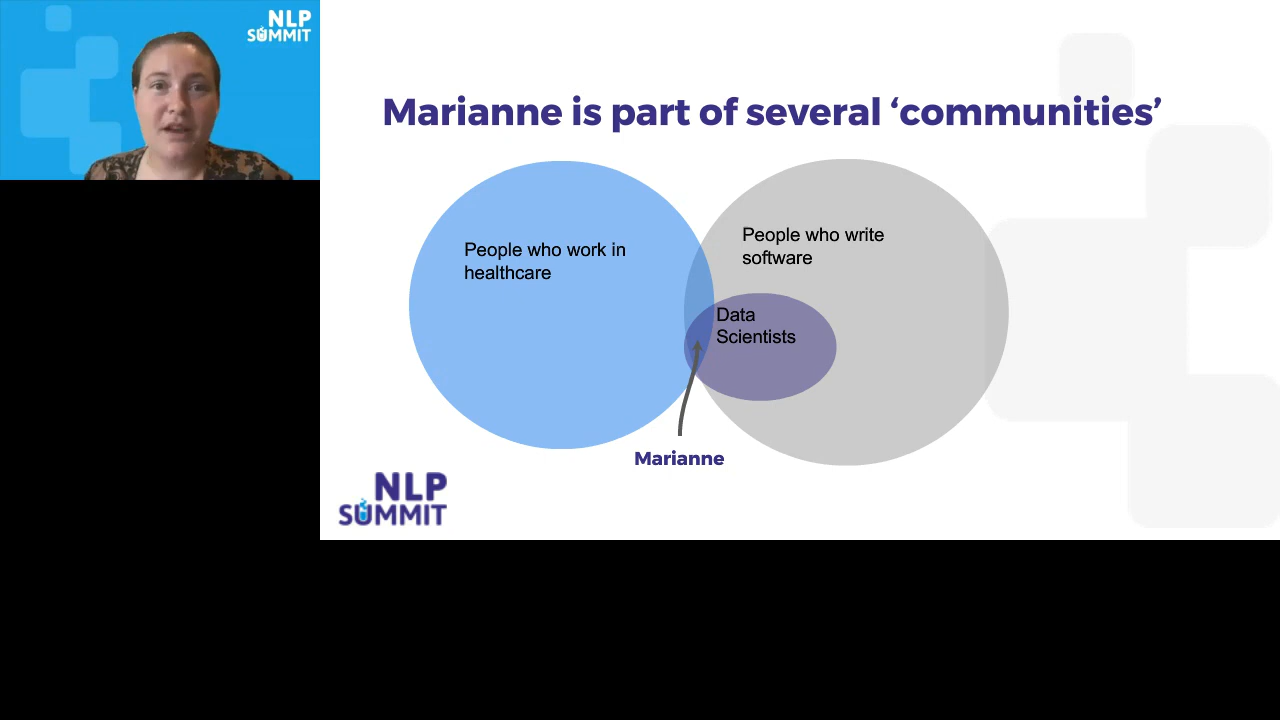 NLP
SUMMIT
Marianne is part of several ‘communities’
People who work in
healthcare
People who write
software
Data
Scientists
Marianne
NLP
SUMMIT